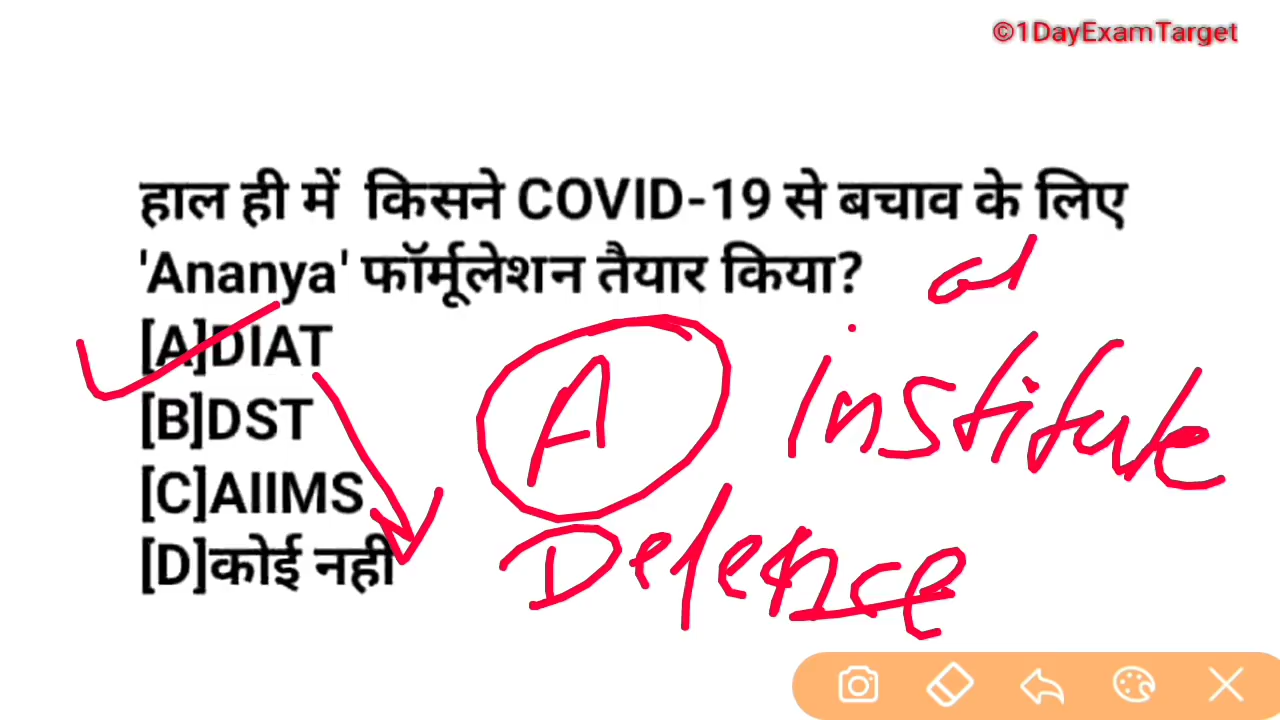 ©1DayExamTarget
हाल ही में किसने COVID-19 से बचाव के लिए
'Ananya' फॉर्मूलेशन तैयार किया?
[A]DIAT
[B]DST
[C]AIIMS
[D]कोई नही
A
institute
Defence